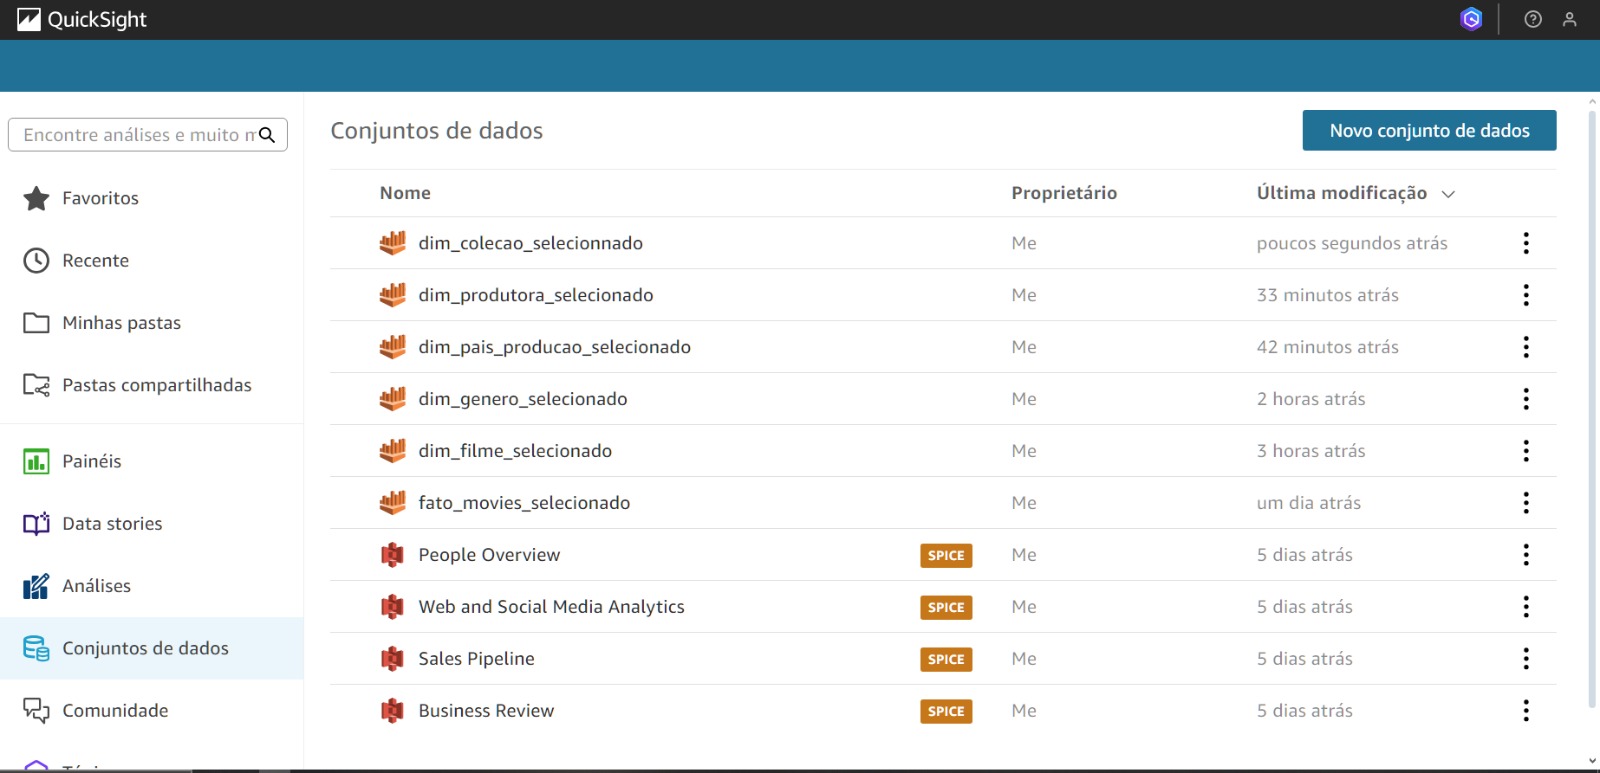 QuickSight
Encontre análises e muito m
Favoritos
Recente
Minhas pastas
Pastas compartilhadas
Painéis
Data stories
Análises
Conjuntos de dados
Comunidade
Conjuntos de dados
Novo conjunto de dados
Nome Proprietário Última modificação
dim_colecao_selecionnado Me poucos segundos atrás
dim_produtora_selecionado Me 33 minutos atrás
dim_pais_producao_selecionado Me 42 minutos atrás
dim_genero_selecionado Me 2 horas atrás
dim_filme_selecionado Me 3 horas atrás
fato_movies_selecionado Me um dia atrás
People Overview SPICE Me 5 dias atrás
Web and Social Media Analytics SPICE Me 5 dias atrás
Sales Pipeline SPICE Me 5 dias atrás
Business Review SPICE Me 5 dias atrás